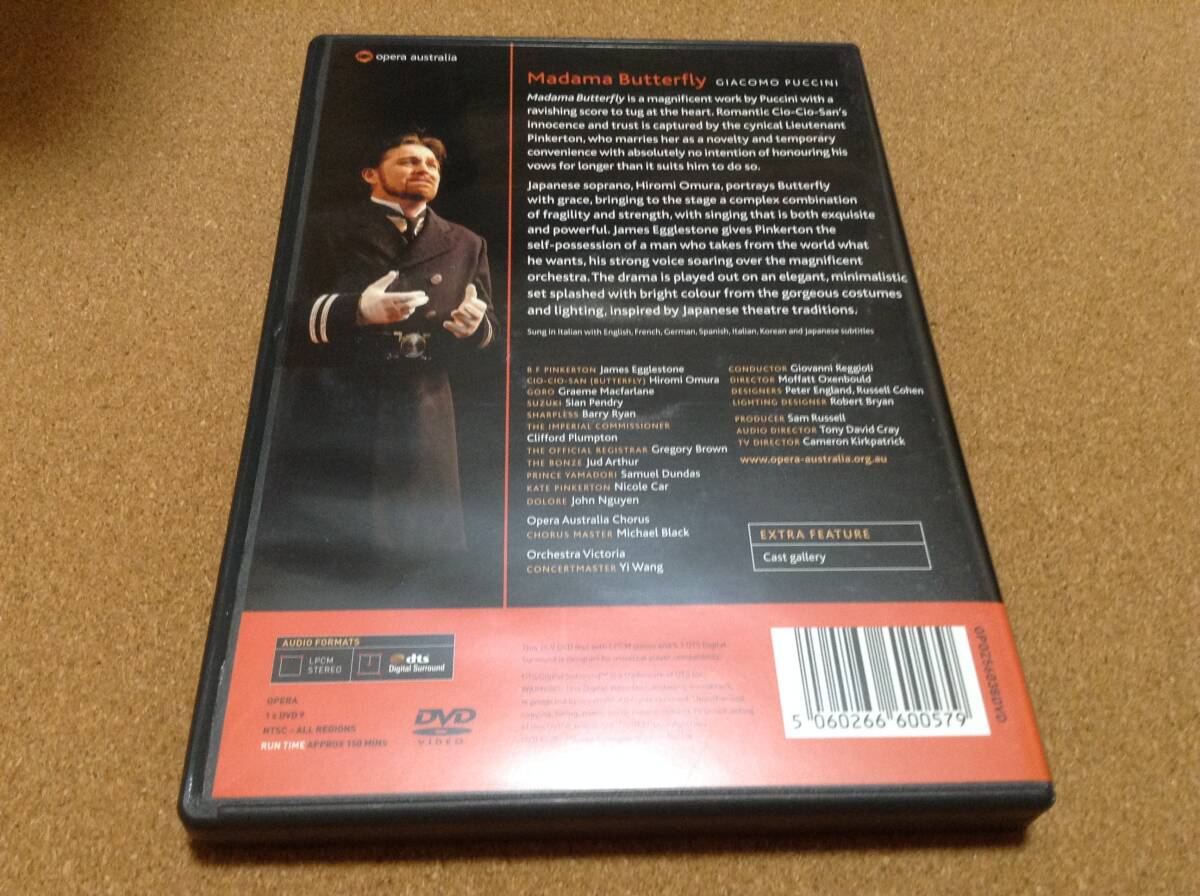 opera australia
Madama Butterfly GIACOMO PUCCINI
Madama Butterfly is a magnificent work by Puccini with a
ravishing score to tug at the heart. Romantic Cio-Cio-San's
innocence and trust is captured by the cynical Lieutenant
Pinkerton, who marries her as a novelty and temporary
convenience with absolutely no intention of honouring his
vows for longer than it suits him to do so.
Japanese soprano, Hiromi Omura, portrays Butterfly
with grace, bringing to the stage a complex combination
of fragility and strength, with singing that is both exquisite
and powerful. James Egglestone gives Pinkerton the
self-possession of a man who takes from the world what
he wants, his strong voice soaring over the magnificent
orchestra. The drama is played out on an elegant, minimalistic
set splashed with bright colour from the gorgeous costumes
and lighting, inspired by Japanese theatre traditions.
Sung in Italian with English, French, German, Spanish, Italian, Korean and Japanese subtitles
B.F. PINKERTON James Egglestone
CIO-CIO-SAN (BUTTERFLY) Hiromi Omura
GORO Graeme Macfarlane
SUZUKI Sian Pendry
SHARPLESS Barry Ryan
THE IMPERIAL COMMISSIONER
Clifford Plumpton
THE OFFICIAL REGISTRAR Gregory Brown
THE BONZE Jud Arthur
PRINCE YAMADORI Samuel Dundas
KATE PINKERTON Nicole Car
DOLORE John Nguyen
Opera Australia Chorus
CHORUS MASTER Michael Black
Orchestra Victoria
CONCERTMASTER Yi Wang
CONDUCTOR Giovanni Reggioli
DIRECTOR Moffatt Oxenbould
DESIGNERS Peter England, Russell Cohen
LIGHTING DESIGNER Robert Bryan
PRODUCER Sam Russell
AUDIO DIRECTOR Tony David Cray
TV DIRECTOR Cameron Kirkpatrick
www.opera-australia.org.au
EXTRA FEATURE
Cast gallery
AUDIO FORMATS
LPCM
STEREO
dts
Digital Surround
OPERA
1 x DVD 9
NTSC – ALL REGIONS
RUN TIME APPROX 150 MINS
DVD
VIDEO
5 060266 600579